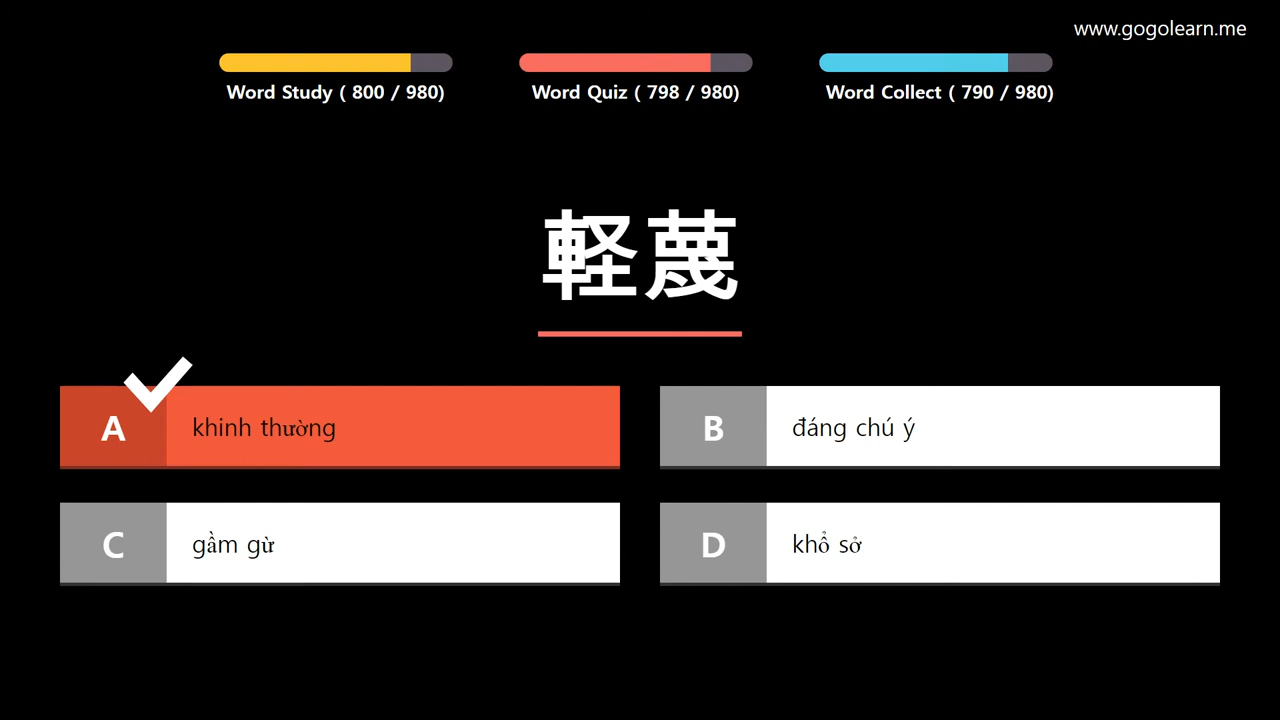 www.gogolearn.me
Word Study ( 800 / 980)
Word Quiz ( 798 / 980)
Word Collect ( 790 / 980)
軽蔑
A khinh thường
B đáng chú ý
C gầm gừ
D khổ sở